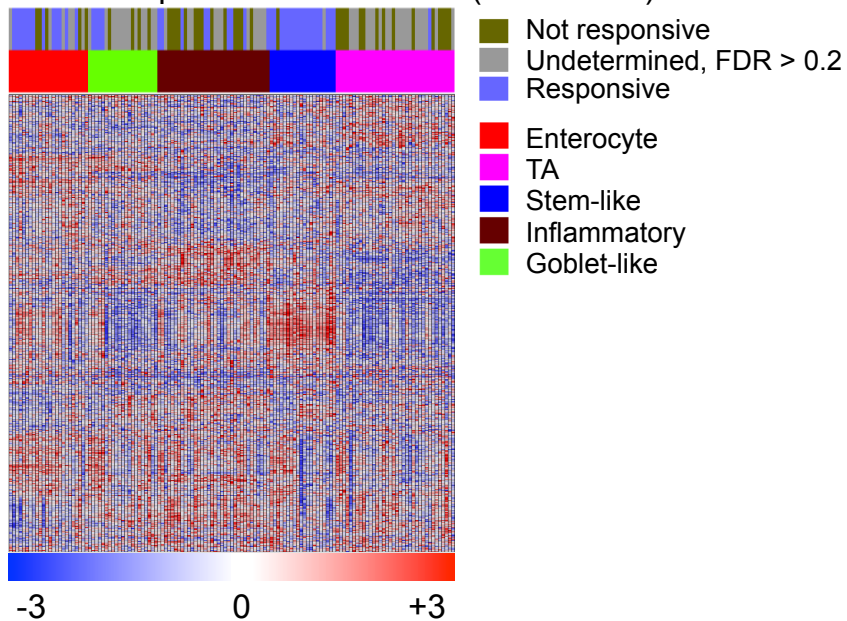 Not responsive
Undetermined, FDR > 0.2
Responsive
Enterocyte
TA
Stem-like
Inflammatory
Goblet-like
-3 0 +3